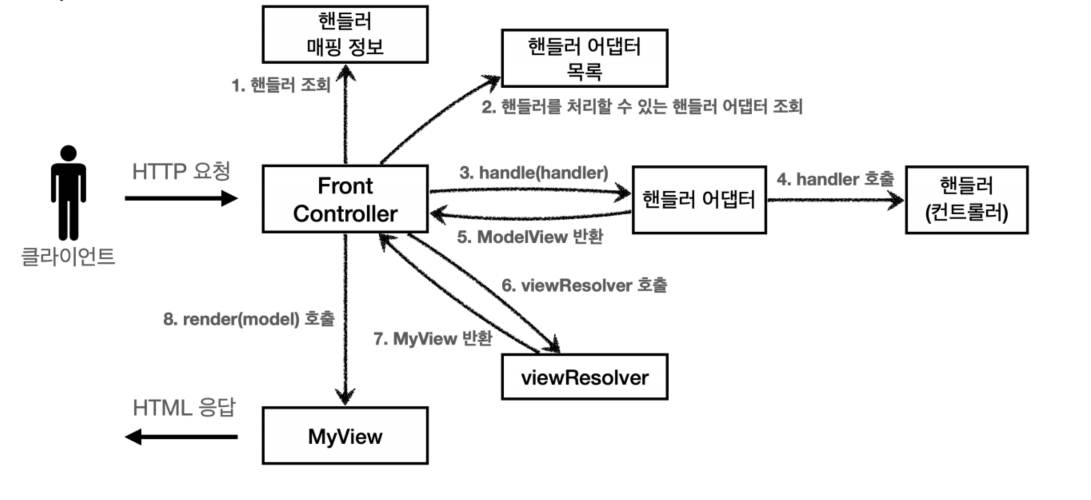 핸들러
매핑 정보
핸들러 어댑터
목록
1. 핸들러 조회
2. 핸들러를 처리할 수 있는 핸들러 어댑터 조회
HTTP 요청
Front
Controller
3. handle(handler)
핸들러 어댑터
4. handler 호출
핸들러
(컨트롤러)
5. ModelView 반환
클라이언트
6. viewResolver 호출
8. render(model) 호출
7. MyView 반환
viewResolver
HTML 응답
MyView